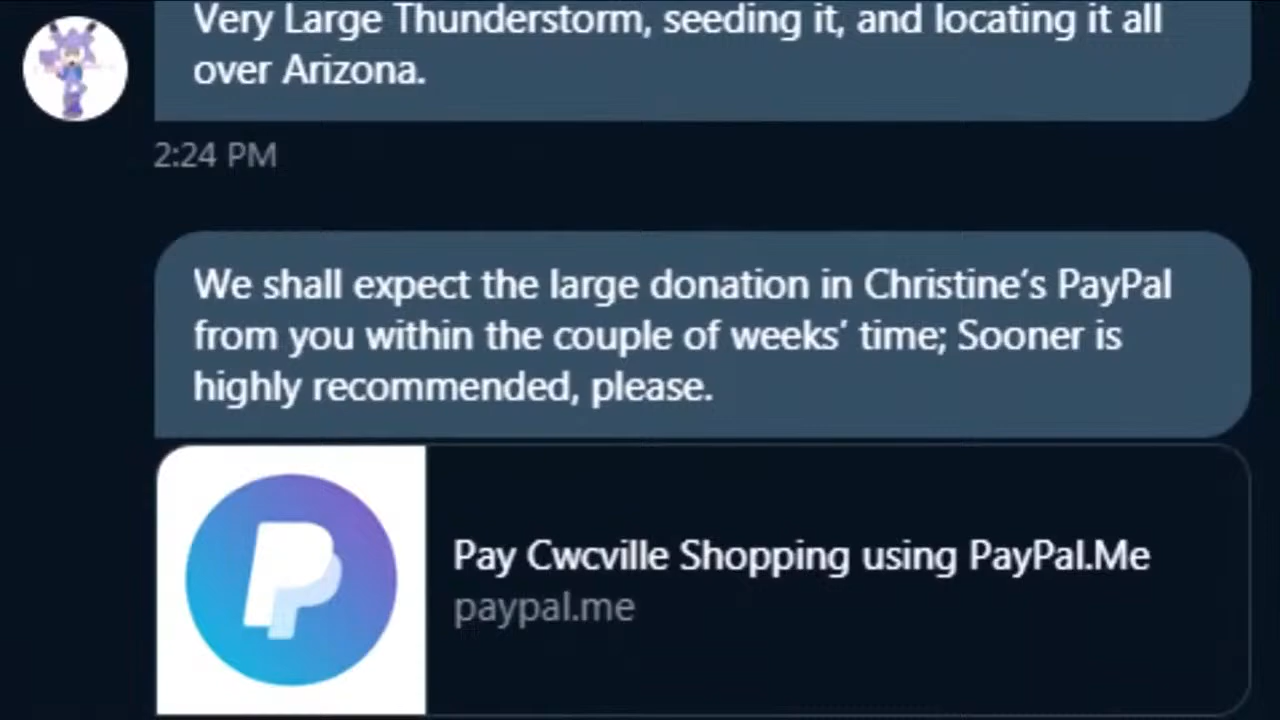 Very Large Thunderstorm, seeding it, and locating it all
over Arizona.
2:24 PM
We shall expect the large donation in Christine’s PayPal
from you within the couple of weeks’ time; Sooner is
highly recommended, please.
Pay Cwcville Shopping using PayPal.Me
paypal.me